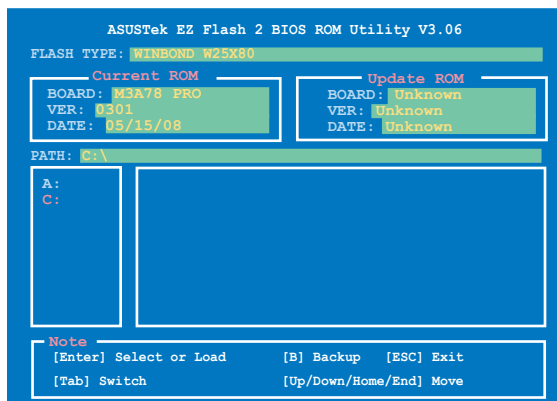 ASUSTek EZ Flash 2 BIOS ROM Utility V3.06
FLASH TYPE: WINBOND W25X80
Current ROM
BOARD: M3A78 PRO
VER: 0301
DATE: 05/15/08
Update ROM
BOARD: Unknown
VER: Unknown
DATE: Unknown
PATH: C:\
A:
C:
Note
[Enter] Select or Load [B] Backup [ESC] Exit
[Tab] Switch [Up/Down/Home/End] Move